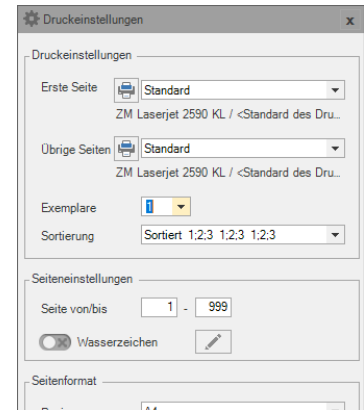 Druckeinstellungen x
Druckeinstellungen
Erste Seite Standard
ZM Laserjet 2590 KL / <Standard des Dru...
Übrige Seiten Standard
ZM Laserjet 2590 KL / <Standard des Dru...
Exemplare 1
Sortierung Sortiert 1;2;3 1;2;3 1;2;3
Seiteneinstellungen
Seite von/bis 1 - 999
Wasserzeichen
Seitenformat
A4